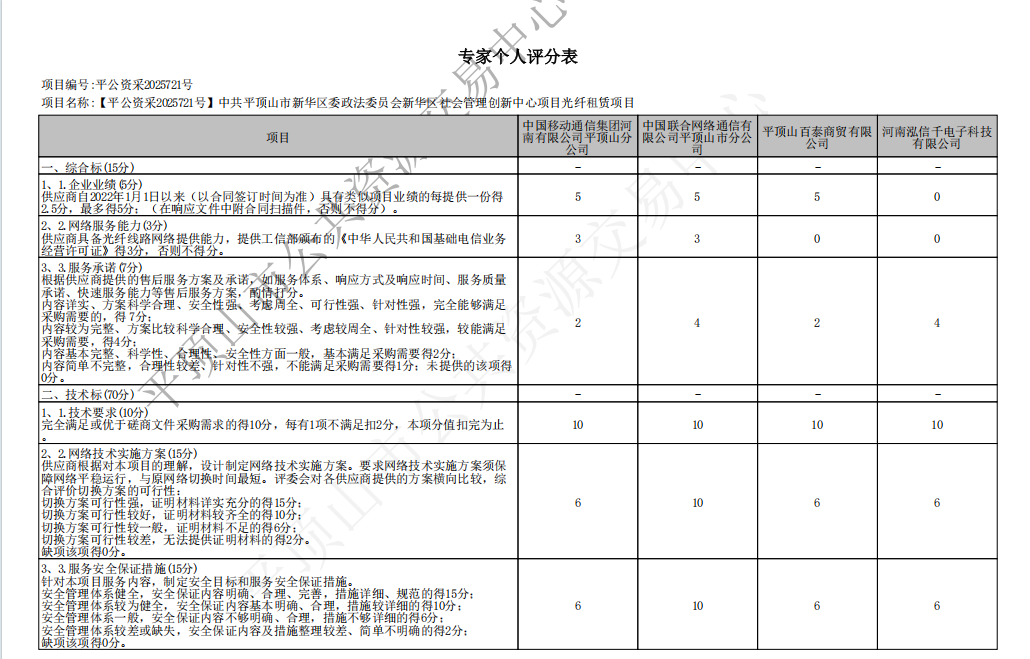 专家个人评分表
项目编号:平公资采2025721号
项目名称:【平公资采2025721号】中共平顶山市新华区委政法委员会新华区社会管理创新中心项目光纤租赁项目
项目
中国移动通信集团河
南有限公司平顶山分
公司
中国联合网络通信有
限公司平顶山市分公
司
平顶山百泰商贸有限
公司
河南泓信千电子科技
有限公司
一、综合标(15分) - - - -
1、1.企业业绩(5分)
供应商自2022年1月1日以来（以合同签订时间为准）具有类似项目业绩的每提供一份得
2.5分，最多得5分；（在响应文件中附合同扫描件，否则不得分）。
5 5 5 0
2、2.网络服务能力(3分)
供应商具备光纤线路网络提供能力，提供工信部颁布的《中华人民共和国基础电信业务
经营许可证》得3分，否则不得分。
3 3 0 0
3、3.服务承诺(7分)
根据供应商提供的售后服务方案及承诺，如服务体系、响应方式及响应时间、服务质量
承诺、快速服务能力等售后服务方案，酌情打分。
内容详实、方案科学合理、安全性强、考虑周全、可行性强、针对性强，完全能够满足
采购需要的，得 7分；
内容较为完整、方案比较科学合理、安全性较强、考虑较周全、针对性较强，较能满足
采购需要，得4分；
内容基本完整、科学性、合理性、安全性方面一般，基本满足采购需要得2分；
内容简单不完整，合理性较差、针对性不强，不能满足采购需要得1分；未提供的该项得
0分。
2 4 2 4
二、技术标(70分) - - - -
1、1.技术要求(10分)
完全满足或优于磋商文件采购需求的得10分，每有1项不满足扣2分，本项分值扣完为止
。
10 10 10 10
2、2.网络技术实施方案(15分)
供应商根据对本项目的理解，设计制定网络技术实施方案。要求网络技术实施方案须保
障网络平稳运行，与原网络切换时间最短。评委会对各供应商提供的方案横向比较，综
合评价切换方案的可行性：
切换方案可行性强，证明材料详实充分的得15分；
切换方案可行性较好，证明材料较齐全的得10分；
切换方案可行性较一般，证明材料不足的得6分；
切换方案可行性较差，无法提供证明材料的得2分。
缺项该项得0分。
6 10 6 6
3、3.服务安全保证措施(15分)
针对本项目服务内容，制定安全目标和服务安全保证措施。
安全管理体系健全，安全保证内容明确、合理、完善，措施详细、规范的得15分；
安全管理体系较为健全，安全保证内容基本明确、合理，措施较详细的得10分；
安全管理体系一般，安全保证内容不够明确、合理，措施不够详细的得6分；
安全管理体系较差或缺失，安全保证内容及措施整理较差、简单不明确的得2分；
缺项该项得0分。
6 10 6 6
平顶山市公共资源交易中心
平顶山市公共资源交易中心